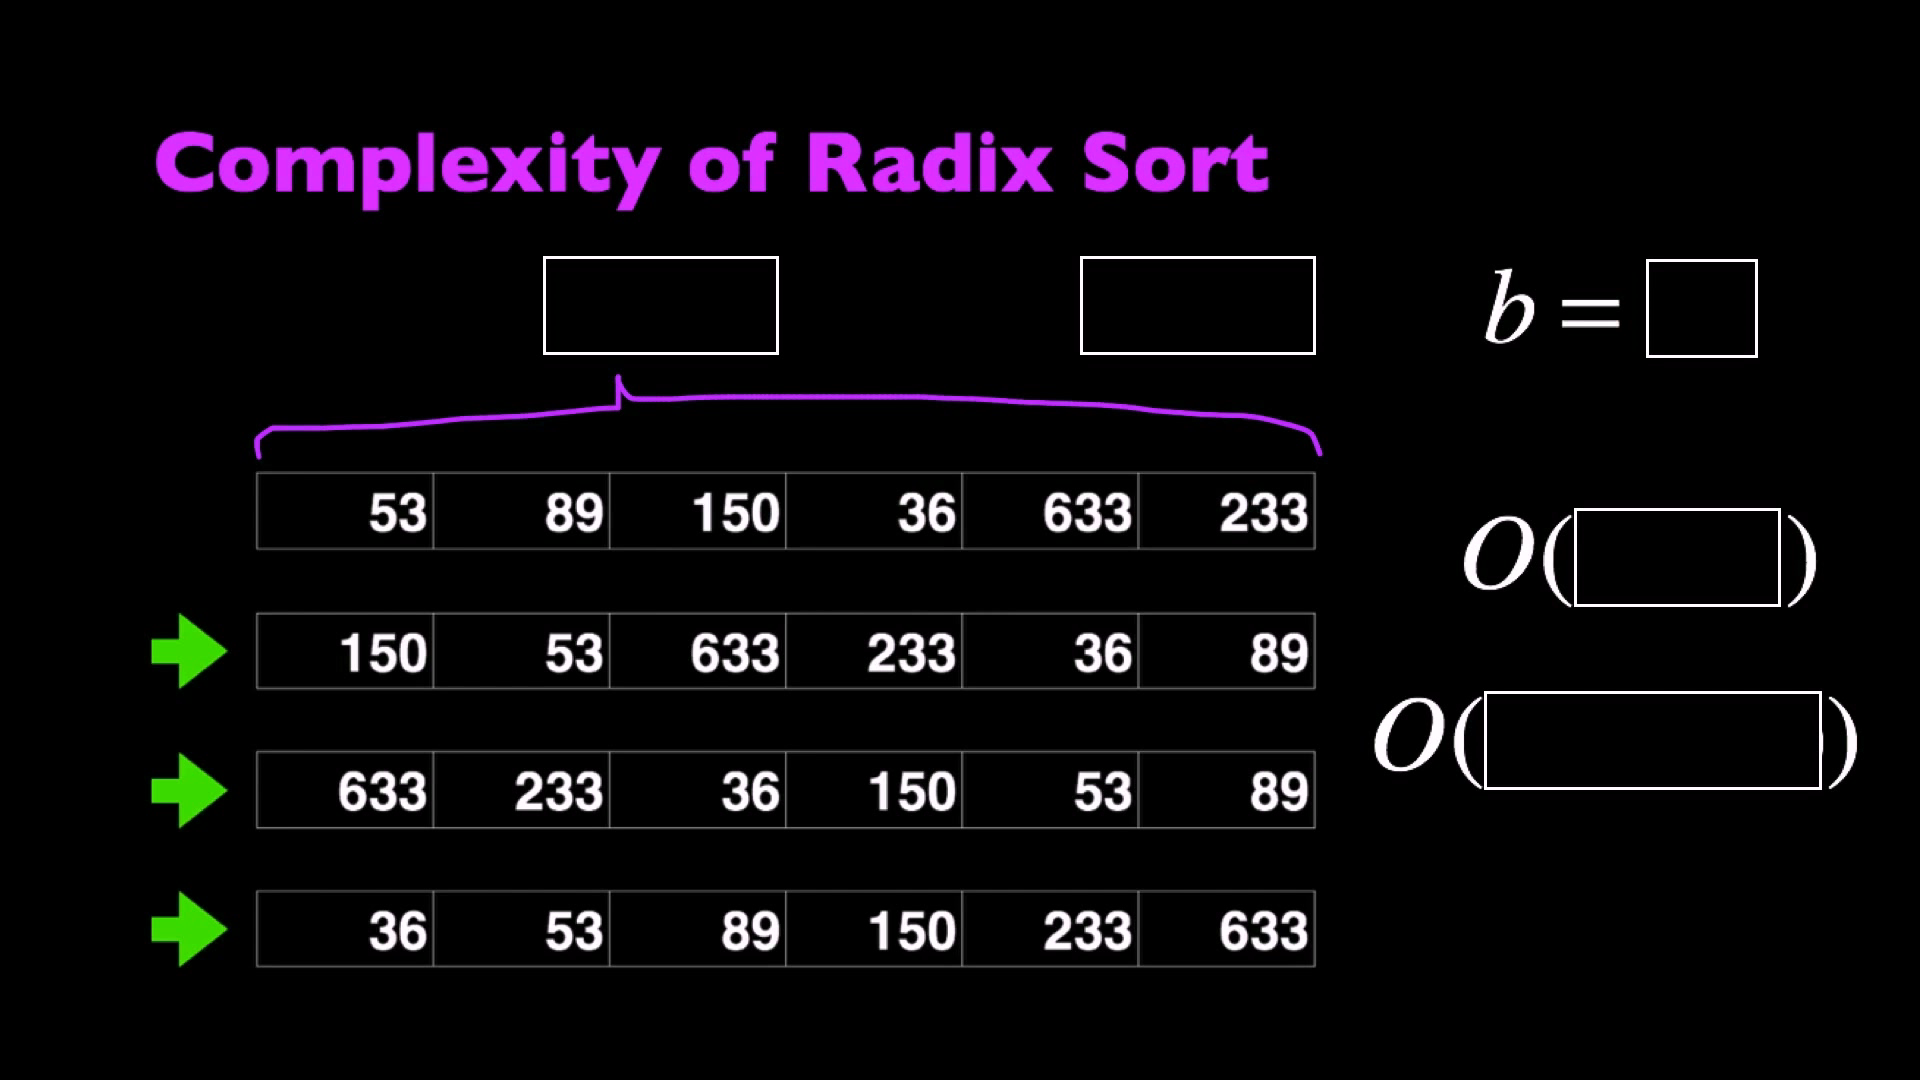 Complexity of Radix Sort
b =
53 89 150 36 633 233
O( )
150 53 633 233 36 89
O( )
633 233 36 150 53 89
36 53 89 150 233 633